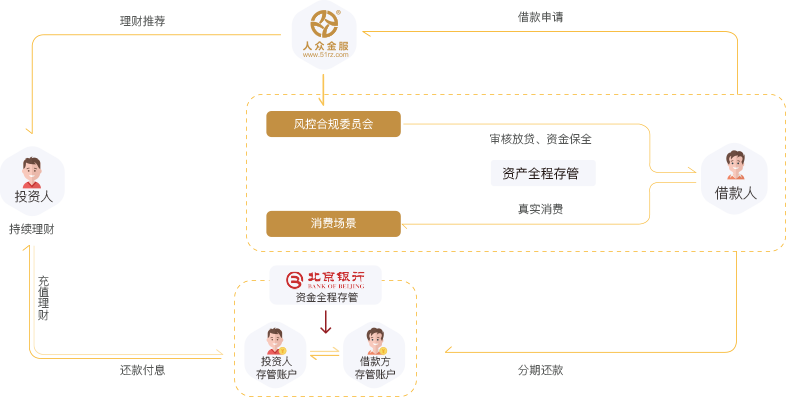 理财推荐
借款申请
®
人众金服
www.51rz.com
风控合规委员会
审核放贷、资金保全
资产全程存管
投资人
借款人
持续理财
消费场景
真实消费
充值理财
北京银行
BANK OF BEIJING
资金全程存管
投资人
存管账户
借款方
存管账户
还款付息
分期还款